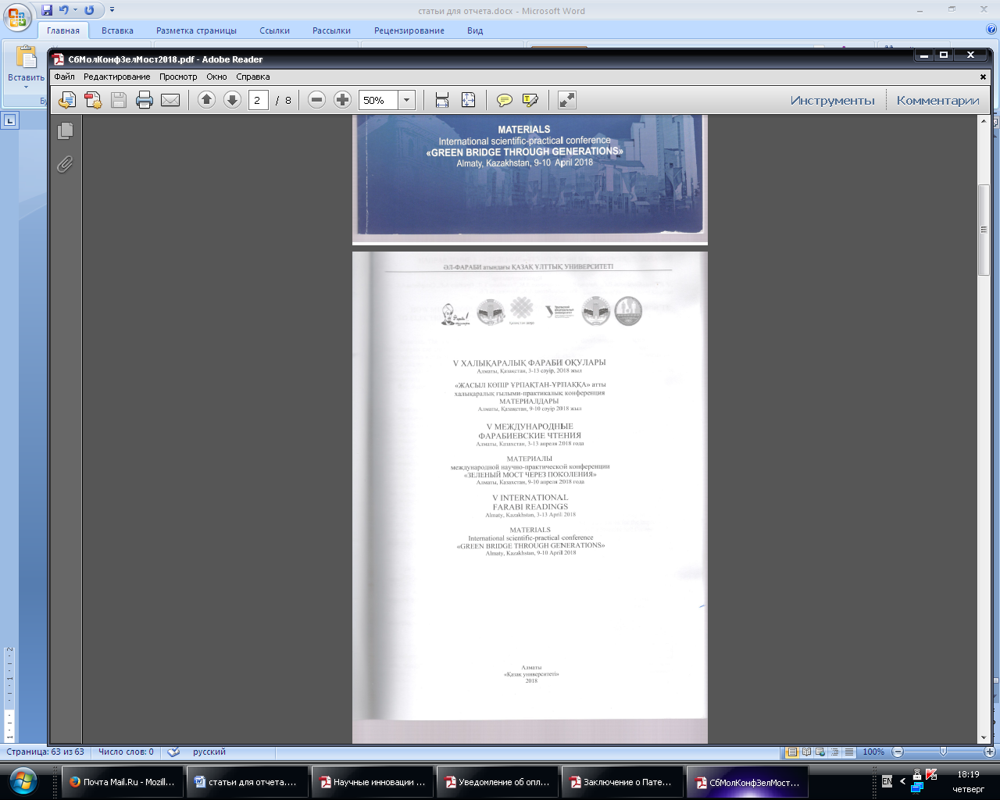 статьи для отчета.docx - Microsoft Word
Главная Вставка Разметка страницы Ссылки Рассылки Рецензирование Вид
Вставить
СбМолКонфЗелМост2018.pdf - Adobe Reader
Файл Редактирование Просмотр Окно Справка
2 / 8 50% Инструменты Комментарии
MATERIALS
International scientific-practical conference
«GREEN BRIDGE THROUGH GENERATIONS»
Almaty, Kazakhstan, 9-10 April 2018
ӘЛ-ФАРАБИ атындағы ҚАЗАҚ ҰЛТТЫҚ УНИВЕРСИТЕТІ
V ХАЛЫҚАРАЛЫҚ ФАРАБИ ОҚУЛАРЫ
Алматы, Қазақстан, 3-13 сәуір, 2018 жыл
«ЖАСЫЛ КӨПІР ҰРПАҚТАН-ҰРПАҚҚА» атты
халықаралық ғылыми-практикалық конференция
МАТЕРИАЛДАРЫ
Алматы, Қазақстан, 9-10 сәуір 2018 жыл
V МЕЖДУНАРОДНЫЕ
ФАРАБИЕВСКИЕ ЧТЕНИЯ
Алматы, Казахстан, 3-13 апреля 2018 года
МАТЕРИАЛЫ
международной научно-практической конференции
«ЗЕЛЕНЫЙ МОСТ ЧЕРЕЗ ПОКОЛЕНИЯ»
Алматы, Казахстан, 9-10 апреля 2018 года
V INTERNATIONAL
FARABI READINGS
Almaty, Kazakhstan, 3-13 April 2018
MATERIALS
International scientific-practical conference
«GREEN BRIDGE THROUGH GENERATIONS»
Almaty, Kazakhstan, 9-10 April 2018
Алматы
«Қазақ университеті»
2018
Страница: 63 из 63 Число слов: 0 русский 100%
Почта Mail.Ru - Mozill... статьи для отчета.... Научные инновации ... Уведомление об опл... Заключение о Пате... СбМолКонфЗелМост... EN 18:19
четверг